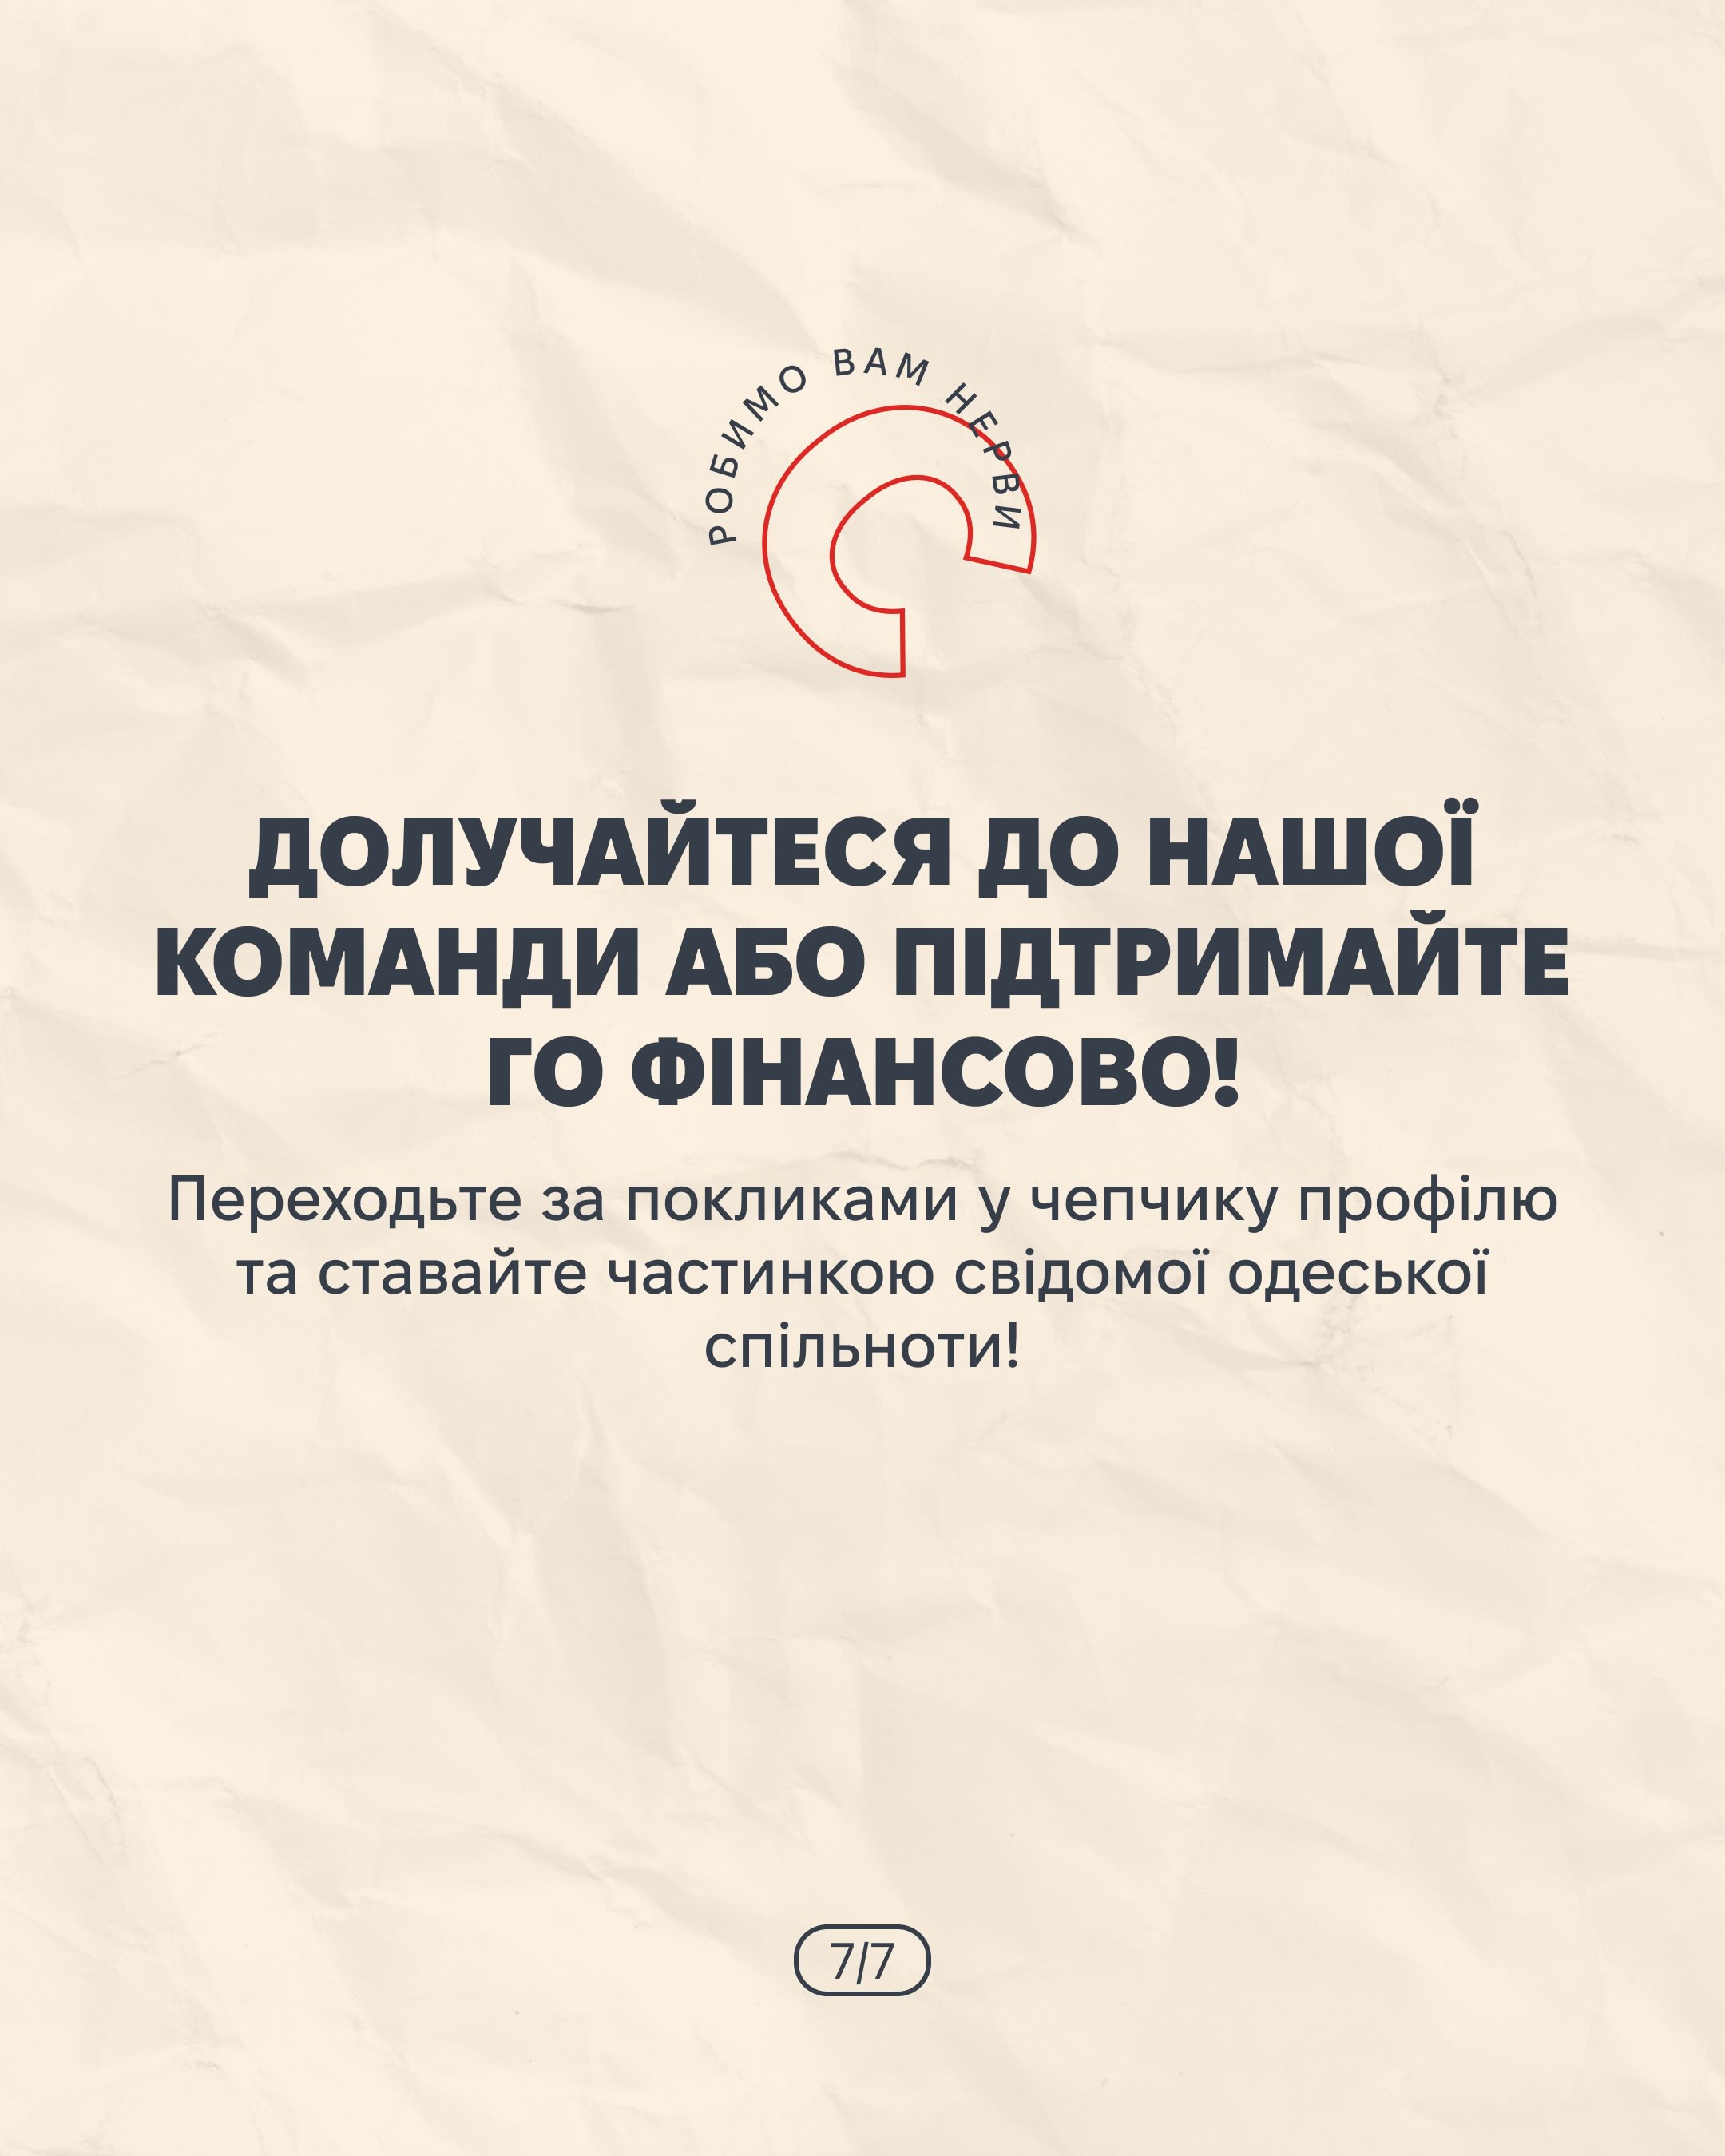 РОБИМО ВАМ НЕРВИ
ДОЛУЧАЙТЕСЯ ДО НАШОЇ
КОМАНДИ АБО ПІДТРИМАЙТЕ
ГО ФІНАНСОВО!
Переходьте за покликами у чепчику профілю
та ставайте частинкою свідомої одеської
спільноти!
7/7